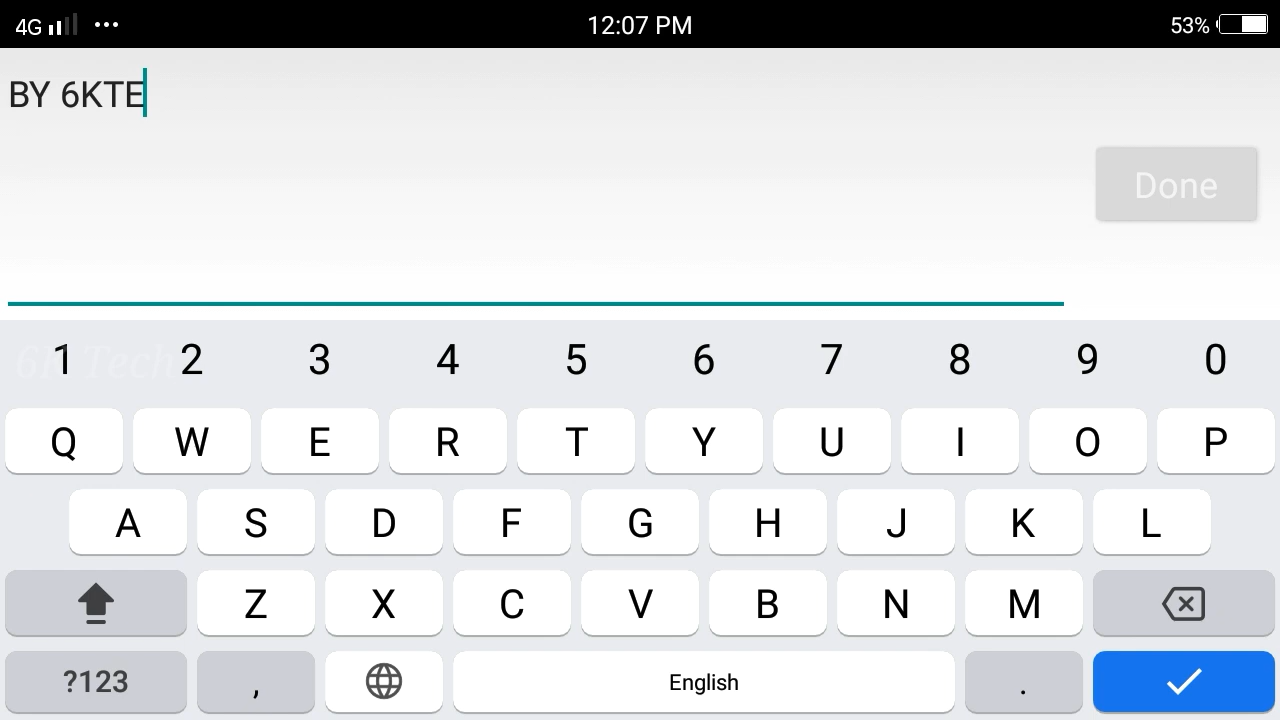 4G ••• 12:07 PM 53%
BY 6KTE
Done
1 2 3 4 5 6 7 8 9 0
Q W E R T Y U I O P
A S D F G H J K L
Z X C V B N M
?123 , English .